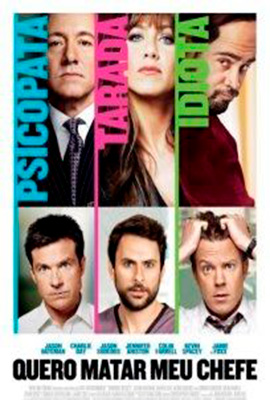 PSICOPATA
TARADA
IDIOTA
JASON BATEMAN CHARLIE DAY JASON SUDEIKIS JENNIFER ANISTON COLIN FARRELL KEVIN SPACEY JAMIE FOXX
QUERO MATAR MEU CHEFE